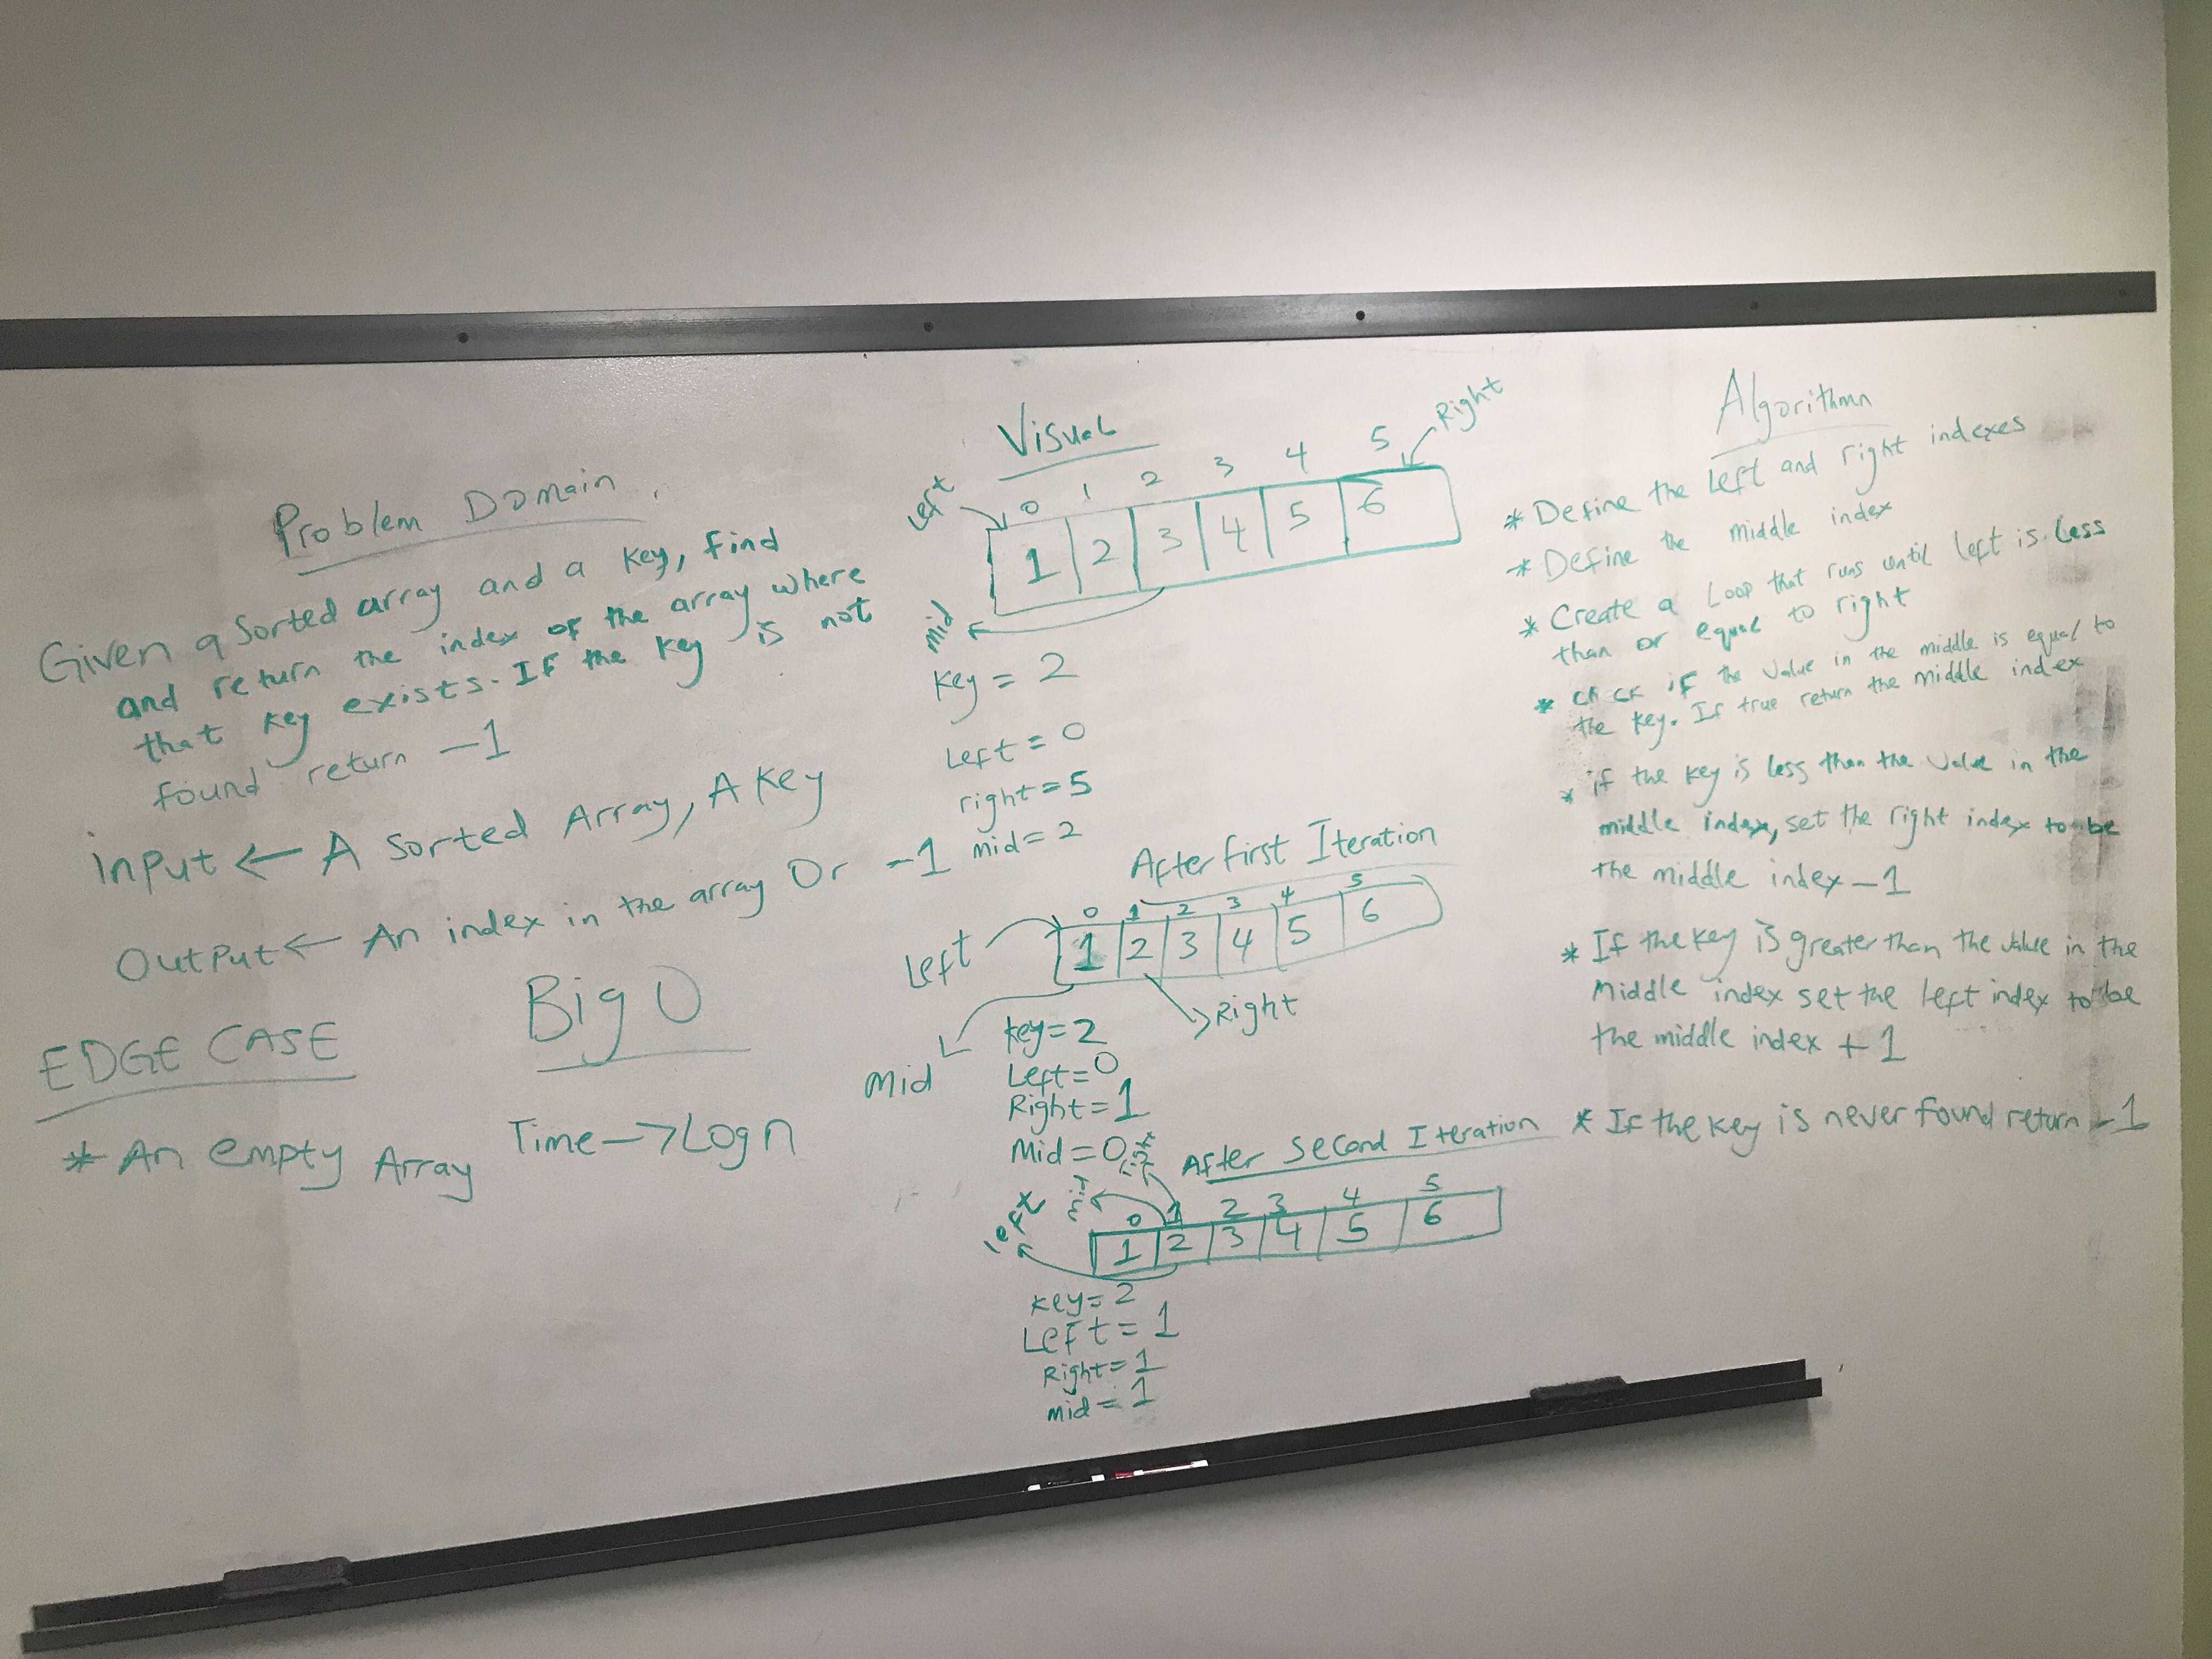 Problem Domain
Given a Sorted array and a key, find
and return the index of the array where
that key exists. If the key is not
found return -1
input ← A Sorted Array, A Key
OutPut ← An index in the array Or -1
EDGE CASE
* An empty Array
Big O
Time → Log n
Visual
Left
Right
0 1 2 3 4 5
1 2 3 4 5 6
mid
key = 2
Left = 0
right = 5
mid = 2
After first Iteration
0 1 2 3 4 5
1 2 3 4 5 6
Left
Right
Mid
key = 2
Left = 0
Right = 1
Mid = 0
After Second Iteration
0 1 2 3 4 5
1 2 3 4 5 6
left
key = 2
Left = 1
Right = 1
mid = 1
Algorithmn
* Define the Left and right indexes
* Define the middle index
* Create a Loop that runs until left is less
than or equal to right
* check if the value in the middle is equal to
the key. If true return the middle index
* if the key is less than the value in the
middle index, set the right index to be
the middle index -1
* If the key is greater than the value in the
Middle index set the left index to be
the middle index + 1
* If the key is never found return -1